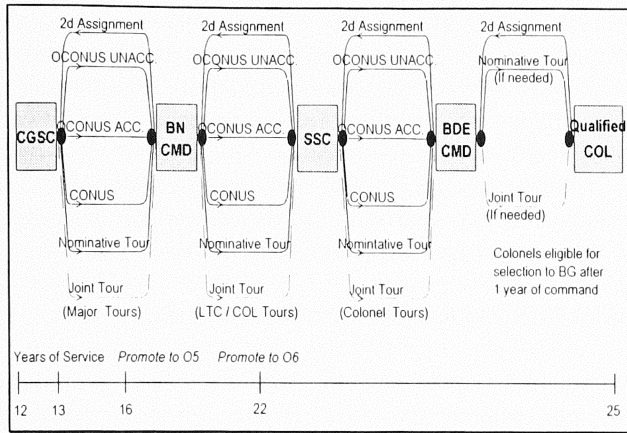 2d Assignment 2d Assignment 2d Assignment 2d Assignment
OCONUS UNACC. OCONUS UNACC. OCONUS UNACC. Nominative Tour
(If needed)
CGSC OCONUS ACC. BN CMD OCONUS ACC. SSC OCONUS ACC. BDE CMD Qualified COL
CONUS CONUS CONUS Joint Tour
(If needed)
Nominative Tour Nominative Tour Nomintative Tour
Colonels eligible for
selection to BG after
1 year of command
Joint Tour Joint Tour Joint Tour
(Major Tours) (LTC / COL Tours) (Colonel Tours)
Years of Service Promote to O5 Promote to O6
12 13 16 22 25